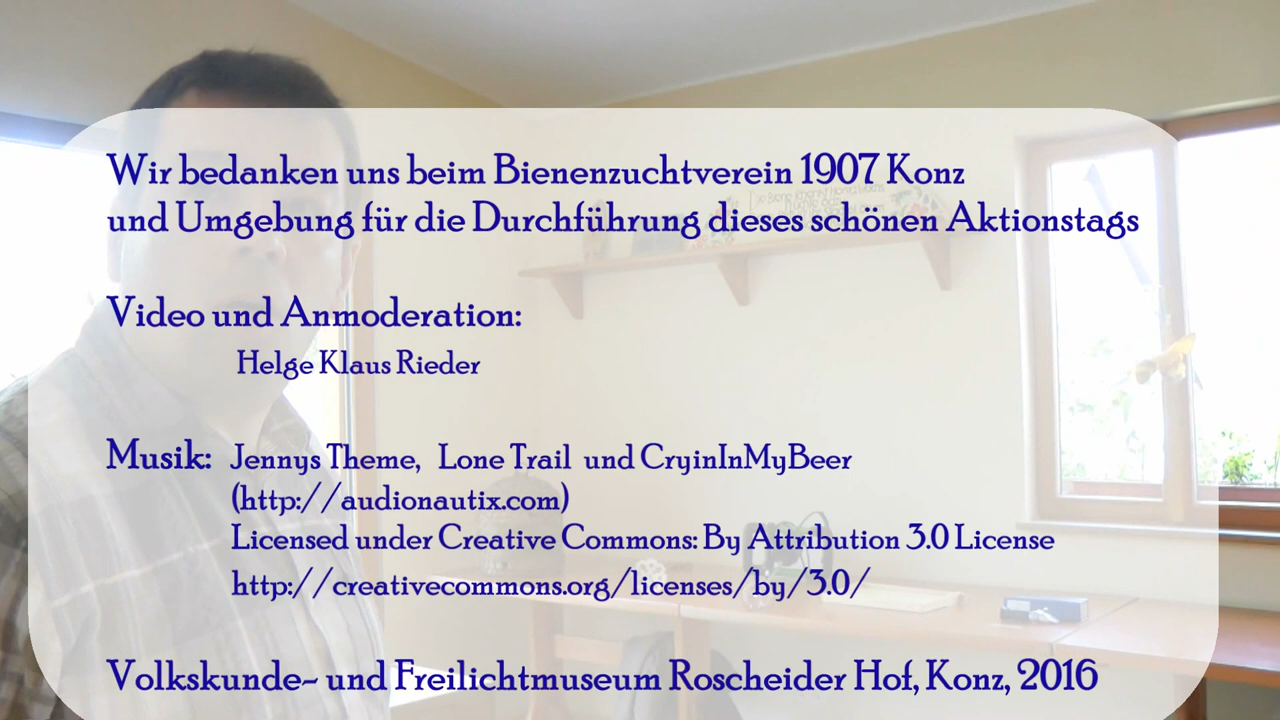 Wir bedanken uns beim Bienenzuchtverein 1907 Konz
und Umgebung für die Durchführung dieses schönen Aktionstags
Video und Anmoderation:
Helge Klaus Rieder
Musik: Jennys Theme, Lone Trail und CryinInMyBeer
(http://audionautix.com)
Licensed under Creative Commons: By Attribution 3.0 License
http://creativecommons.org/licenses/by/3.0/
Volkskunde- und Freilichtmuseum Roscheider Hof, Konz, 2016